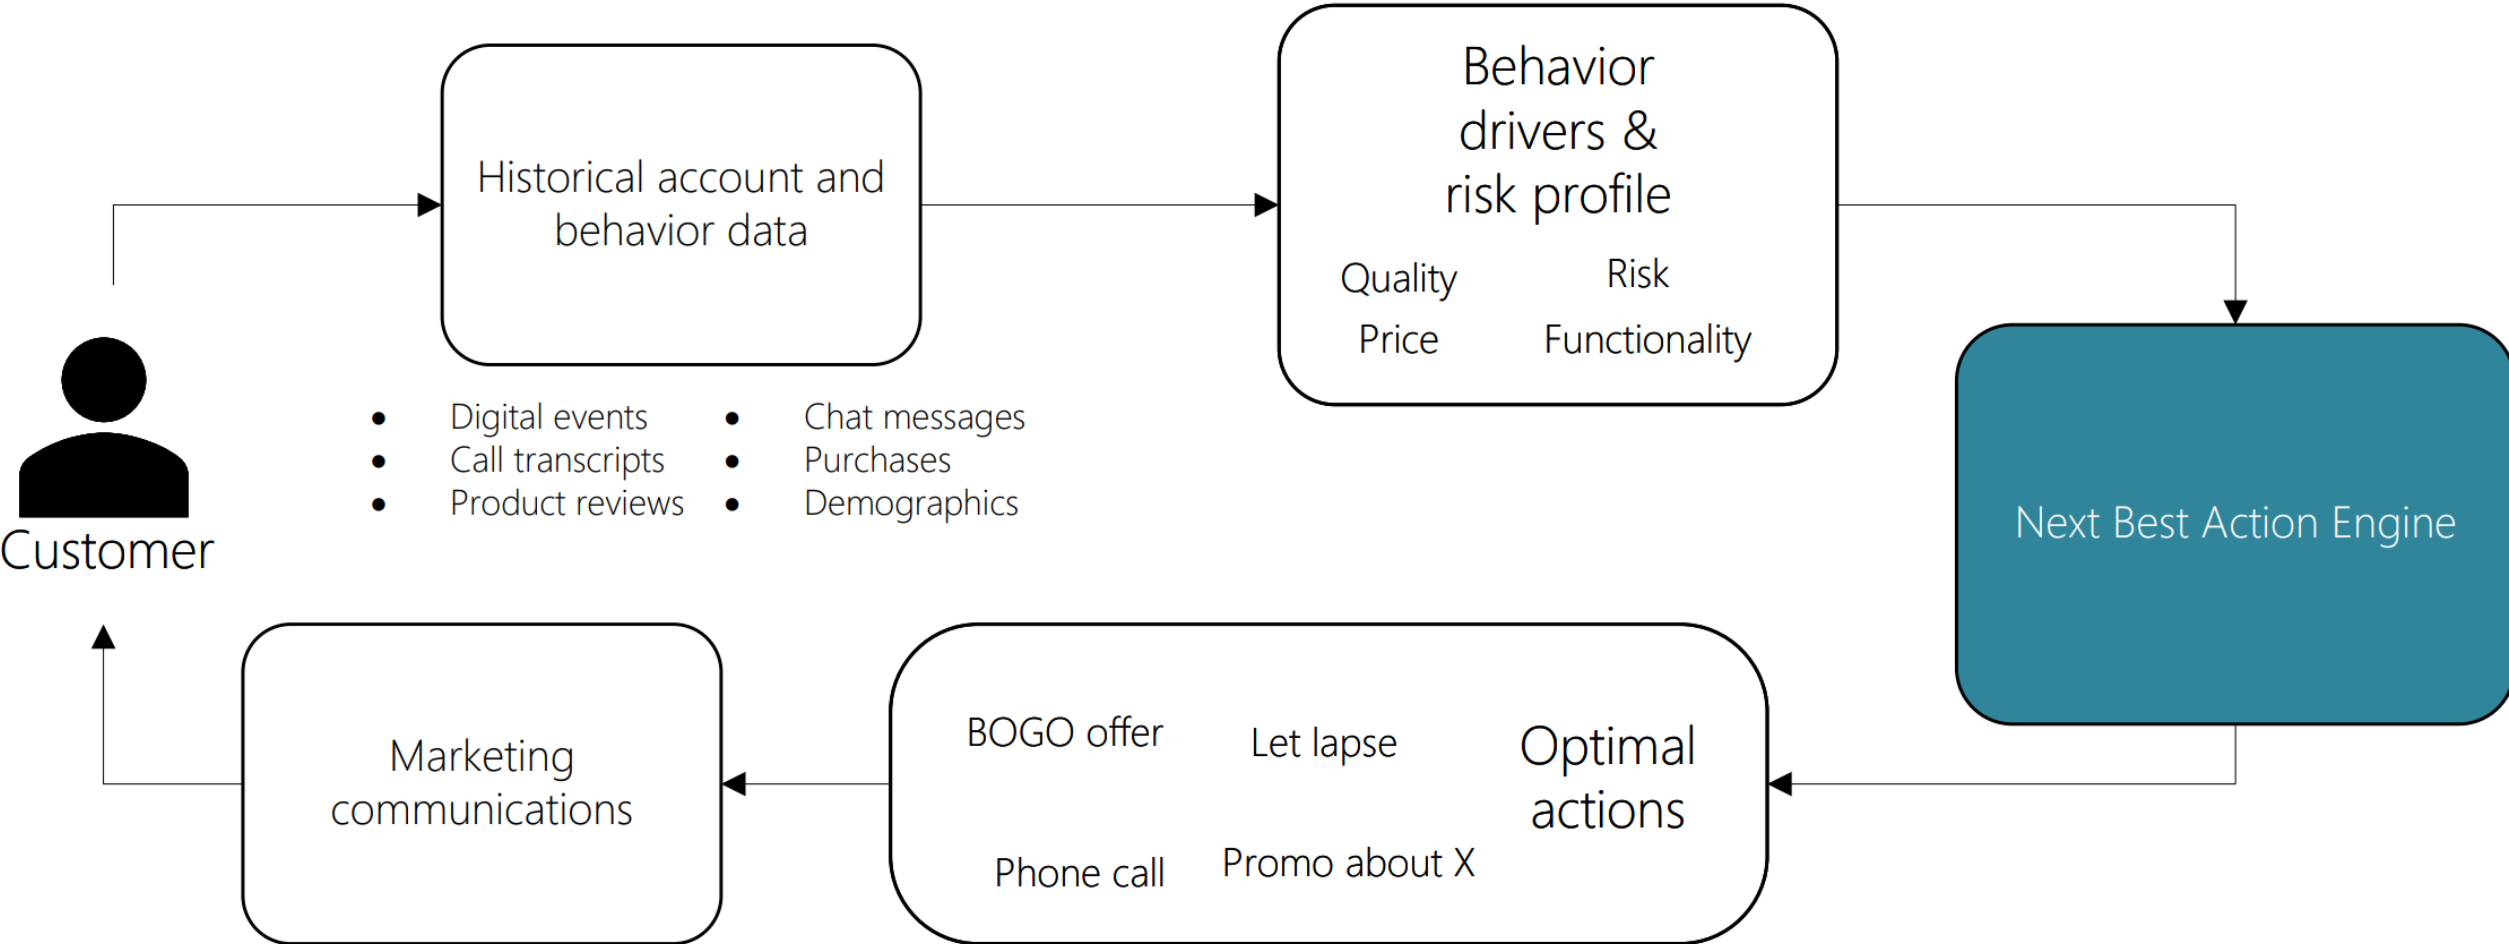 Historical account and
behavior data
Behavior
drivers &
risk profile
Quality
Risk
Price
Functionality
Digital events
Call transcripts
Product reviews
Chat messages
Purchases
Demographics
Customer
Next Best Action Engine
Marketing
communications
BOGO offer
Let lapse
Phone call
Promo about X
Optimal
actions